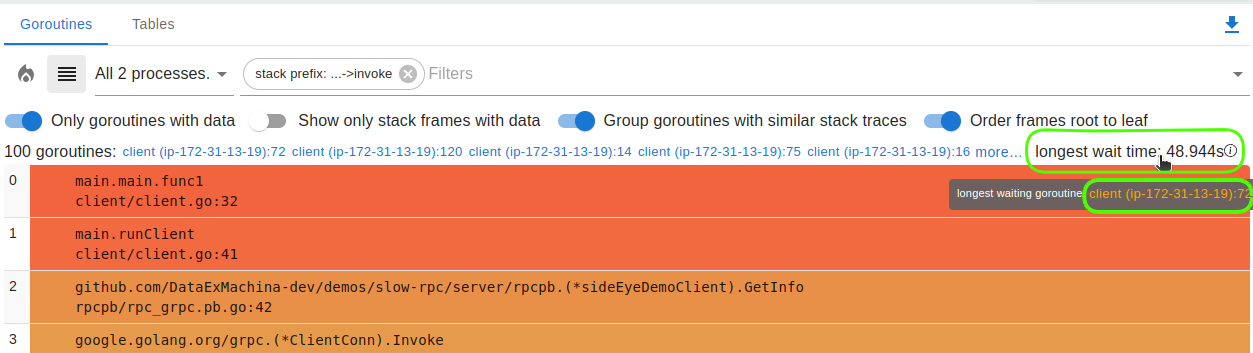 Goroutines Tables
All 2 processes. stack prefix: ...->invoke Filters
Only goroutines with data Show only stack frames with data Group goroutines with similar stack traces Order frames root to leaf
100 goroutines: client (ip-172-31-13-19):72 client (ip-172-31-13-19):120 client (ip-172-31-13-19):14 client (ip-172-31-13-19):75 client (ip-172-31-13-19):16 more... longest wait time: 48.944s
longest waiting goroutine client (ip-172-31-13-19):72
0 main.main.func1
client/client.go:32
1 main.runClient
client/client.go:41
2 github.com/DataExMachina-dev/demos/slow-rpc/server/rpcpb.(*sideEyeDemoClient).GetInfo
rpcpb/rpc_grpc.pb.go:42
3 google.golang.org/grpc.(*ClientConn).Invoke